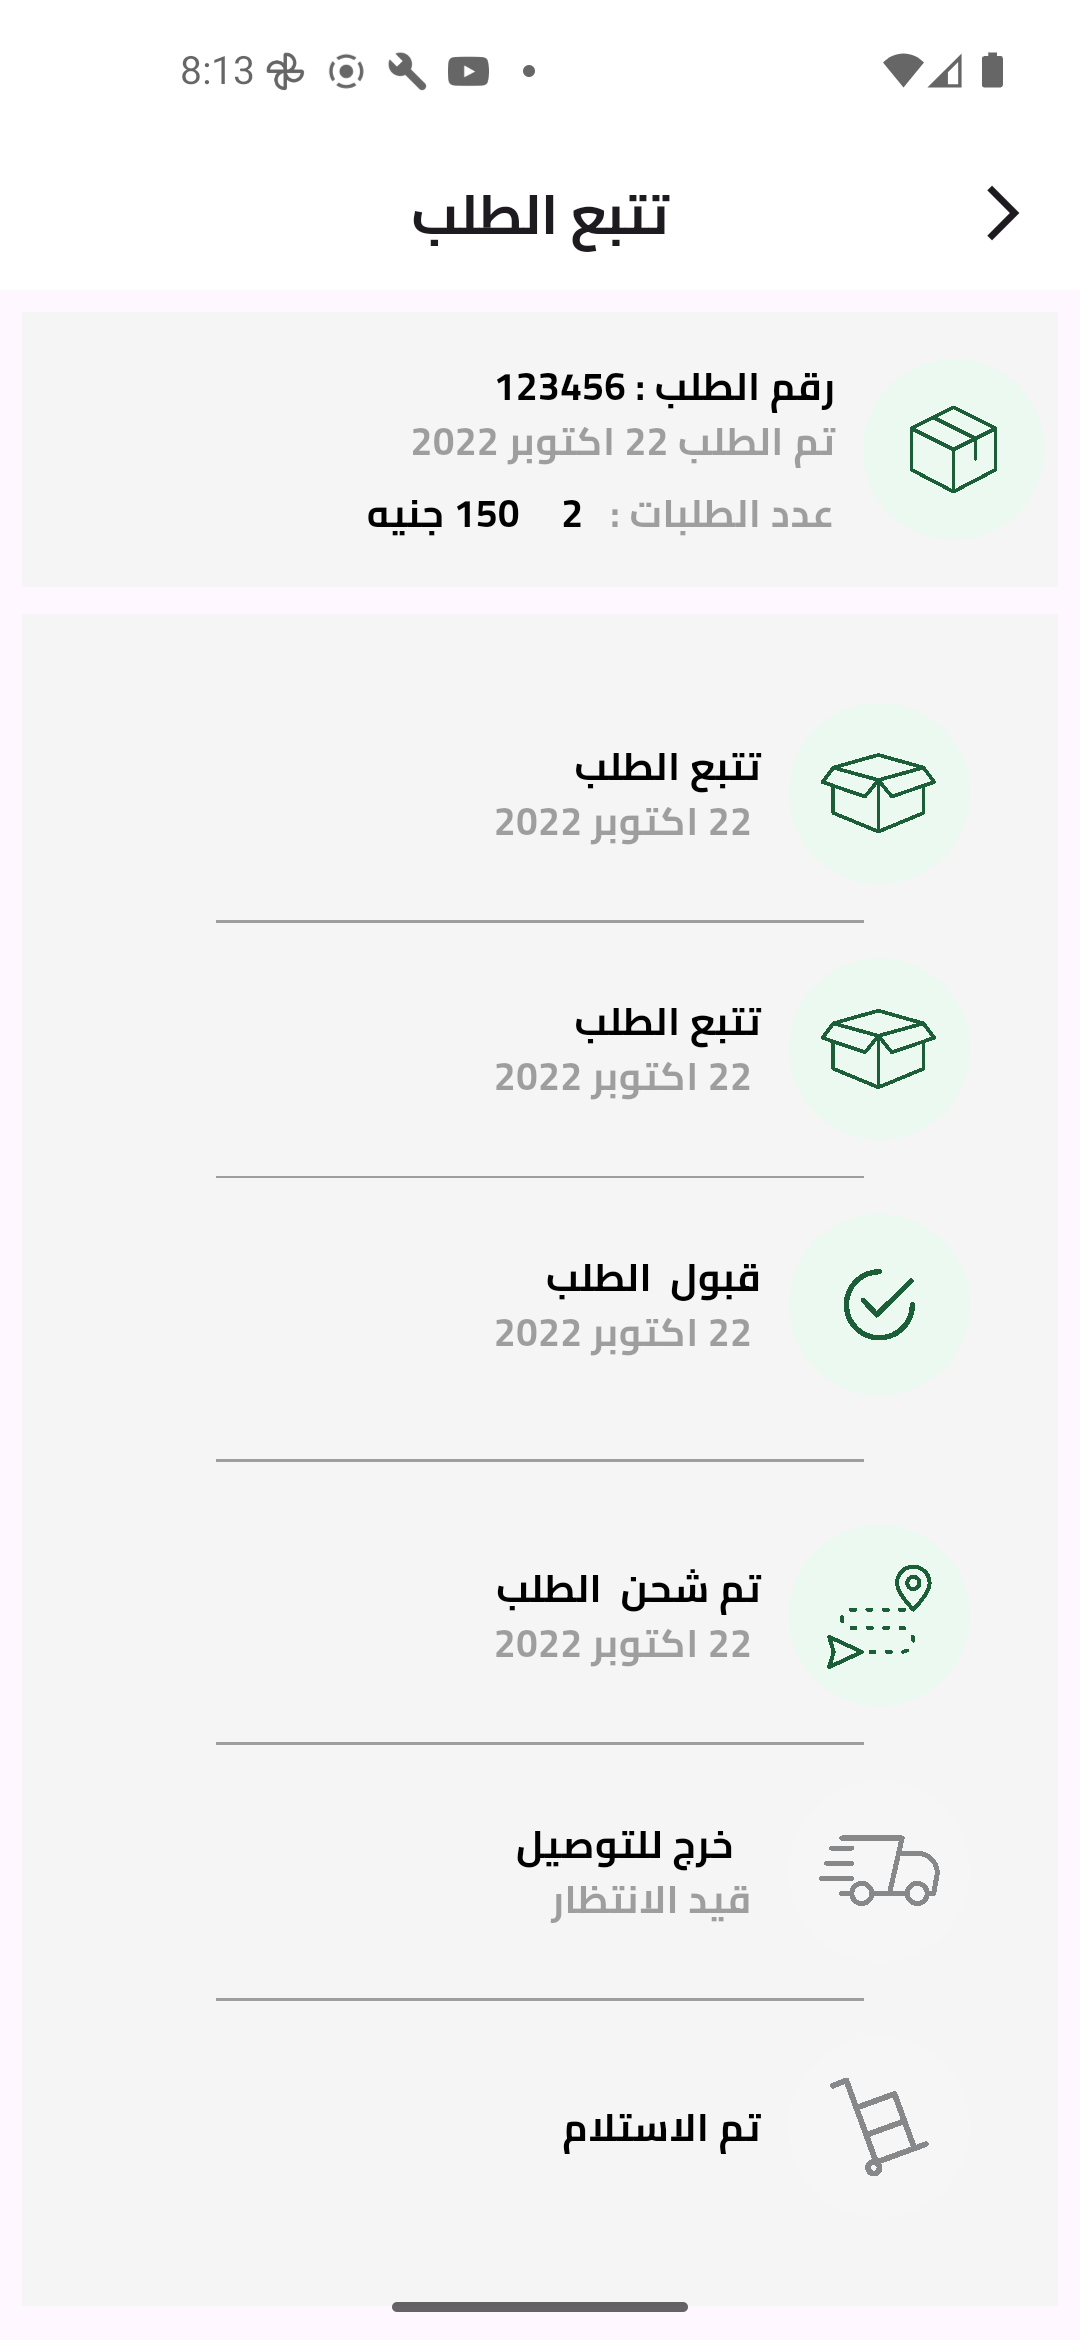 8:13
تتبع الطلب
رقم الطلب : 123456
تم الطلب 22 اكتوبر 2022
عدد الطلبات : 2 150 جنيه
تتبع الطلب
22 اكتوبر 2022
تتبع الطلب
22 اكتوبر 2022
قبول الطلب
22 اكتوبر 2022
تم شحن الطلب
22 اكتوبر 2022
خرج للتوصيل
قيد الانتظار
تم الاستلام